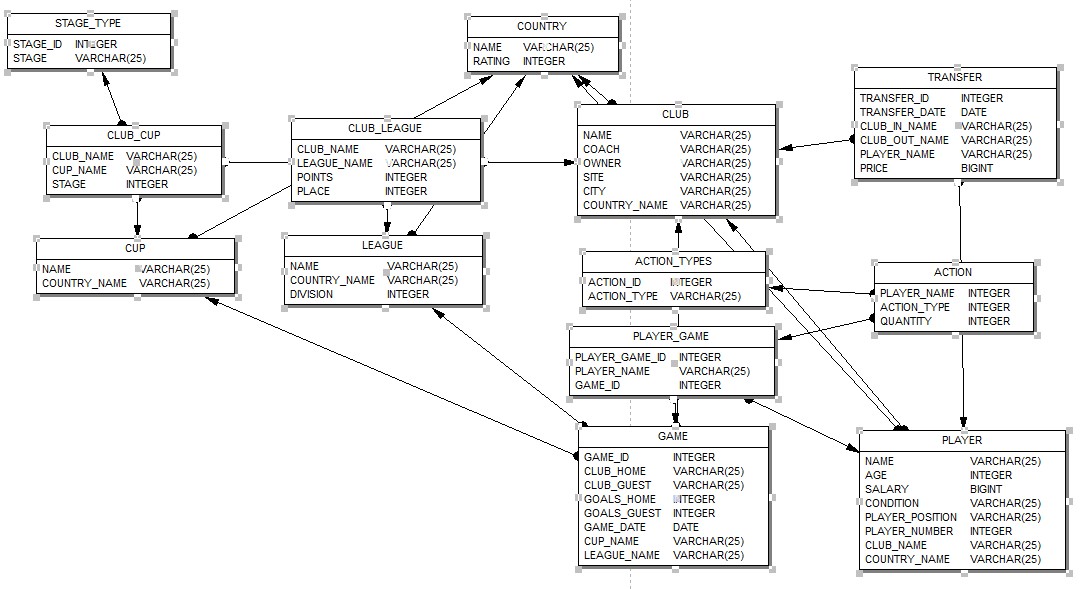 STAGE_TYPE
STAGE_ID INTEGER
STAGE VARCHAR(25)
COUNTRY
NAME VARCHAR(25)
RATING INTEGER
CLUB_CUP
CLUB_NAME VARCHAR(25)
CUP_NAME VARCHAR(25)
STAGE INTEGER
CLUB_LEAGUE
CLUB_NAME VARCHAR(25)
LEAGUE_NAME VARCHAR(25)
POINTS INTEGER
PLACE INTEGER
CLUB
NAME VARCHAR(25)
COACH VARCHAR(25)
OWNER VARCHAR(25)
SITE VARCHAR(25)
CITY VARCHAR(25)
COUNTRY_NAME VARCHAR(25)
TRANSFER
TRANSFER_ID INTEGER
TRANSFER_DATE DATE
CLUB_IN_NAME VARCHAR(25)
CLUB_OUT_NAME VARCHAR(25)
PLAYER_NAME VARCHAR(25)
PRICE BIGINT
CUP
NAME VARCHAR(25)
COUNTRY_NAME VARCHAR(25)
LEAGUE
NAME VARCHAR(25)
COUNTRY_NAME VARCHAR(25)
DIVISION INTEGER
ACTION_TYPES
ACTION_ID INTEGER
ACTION_TYPE VARCHAR(25)
ACTION
PLAYER_NAME INTEGER
ACTION_TYPE INTEGER
QUANTITY INTEGER
PLAYER_GAME
PLAYER_GAME_ID INTEGER
PLAYER_NAME VARCHAR(25)
GAME_ID INTEGER
GAME
GAME_ID INTEGER
CLUB_HOME VARCHAR(25)
CLUB_GUEST VARCHAR(25)
GOALS_HOME INTEGER
GOALS_GUEST INTEGER
GAME_DATE DATE
CUP_NAME VARCHAR(25)
LEAGUE_NAME VARCHAR(25)
PLAYER
NAME VARCHAR(25)
AGE INTEGER
SALARY BIGINT
CONDITION VARCHAR(25)
PLAYER_POSITION VARCHAR(25)
PLAYER_NUMBER INTEGER
CLUB_NAME VARCHAR(25)
COUNTRY_NAME VARCHAR(25)